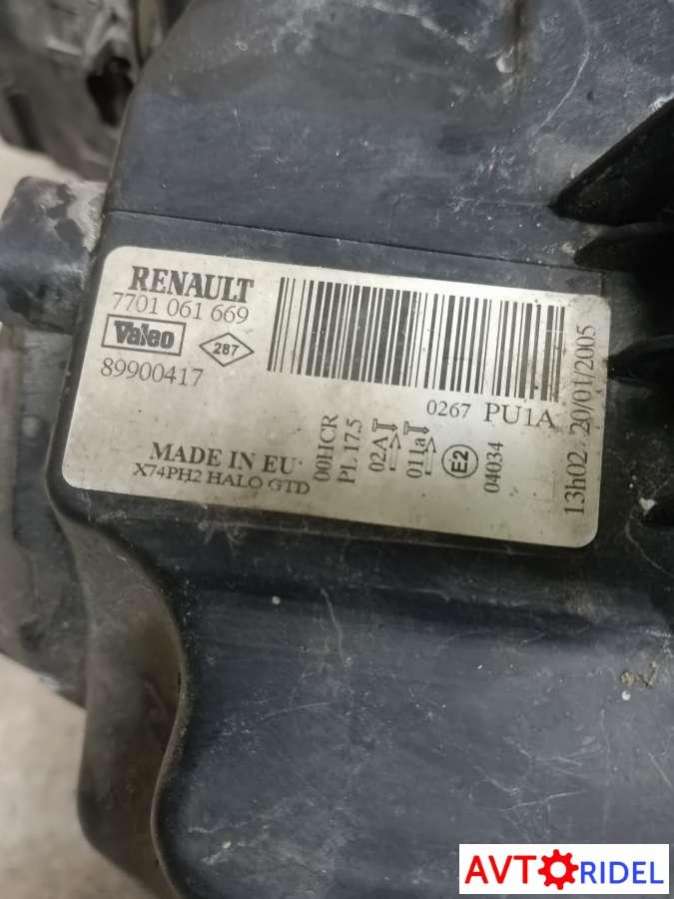 RENAULT
7701 061 669
Valeo
287
89900417
0267 PU1A
MADE IN EU
X74PH2 HALO GTD
00HCR
PL 17.5
02A
011a
E2
04034
13h02 20/01/2005
AVTORIDEL